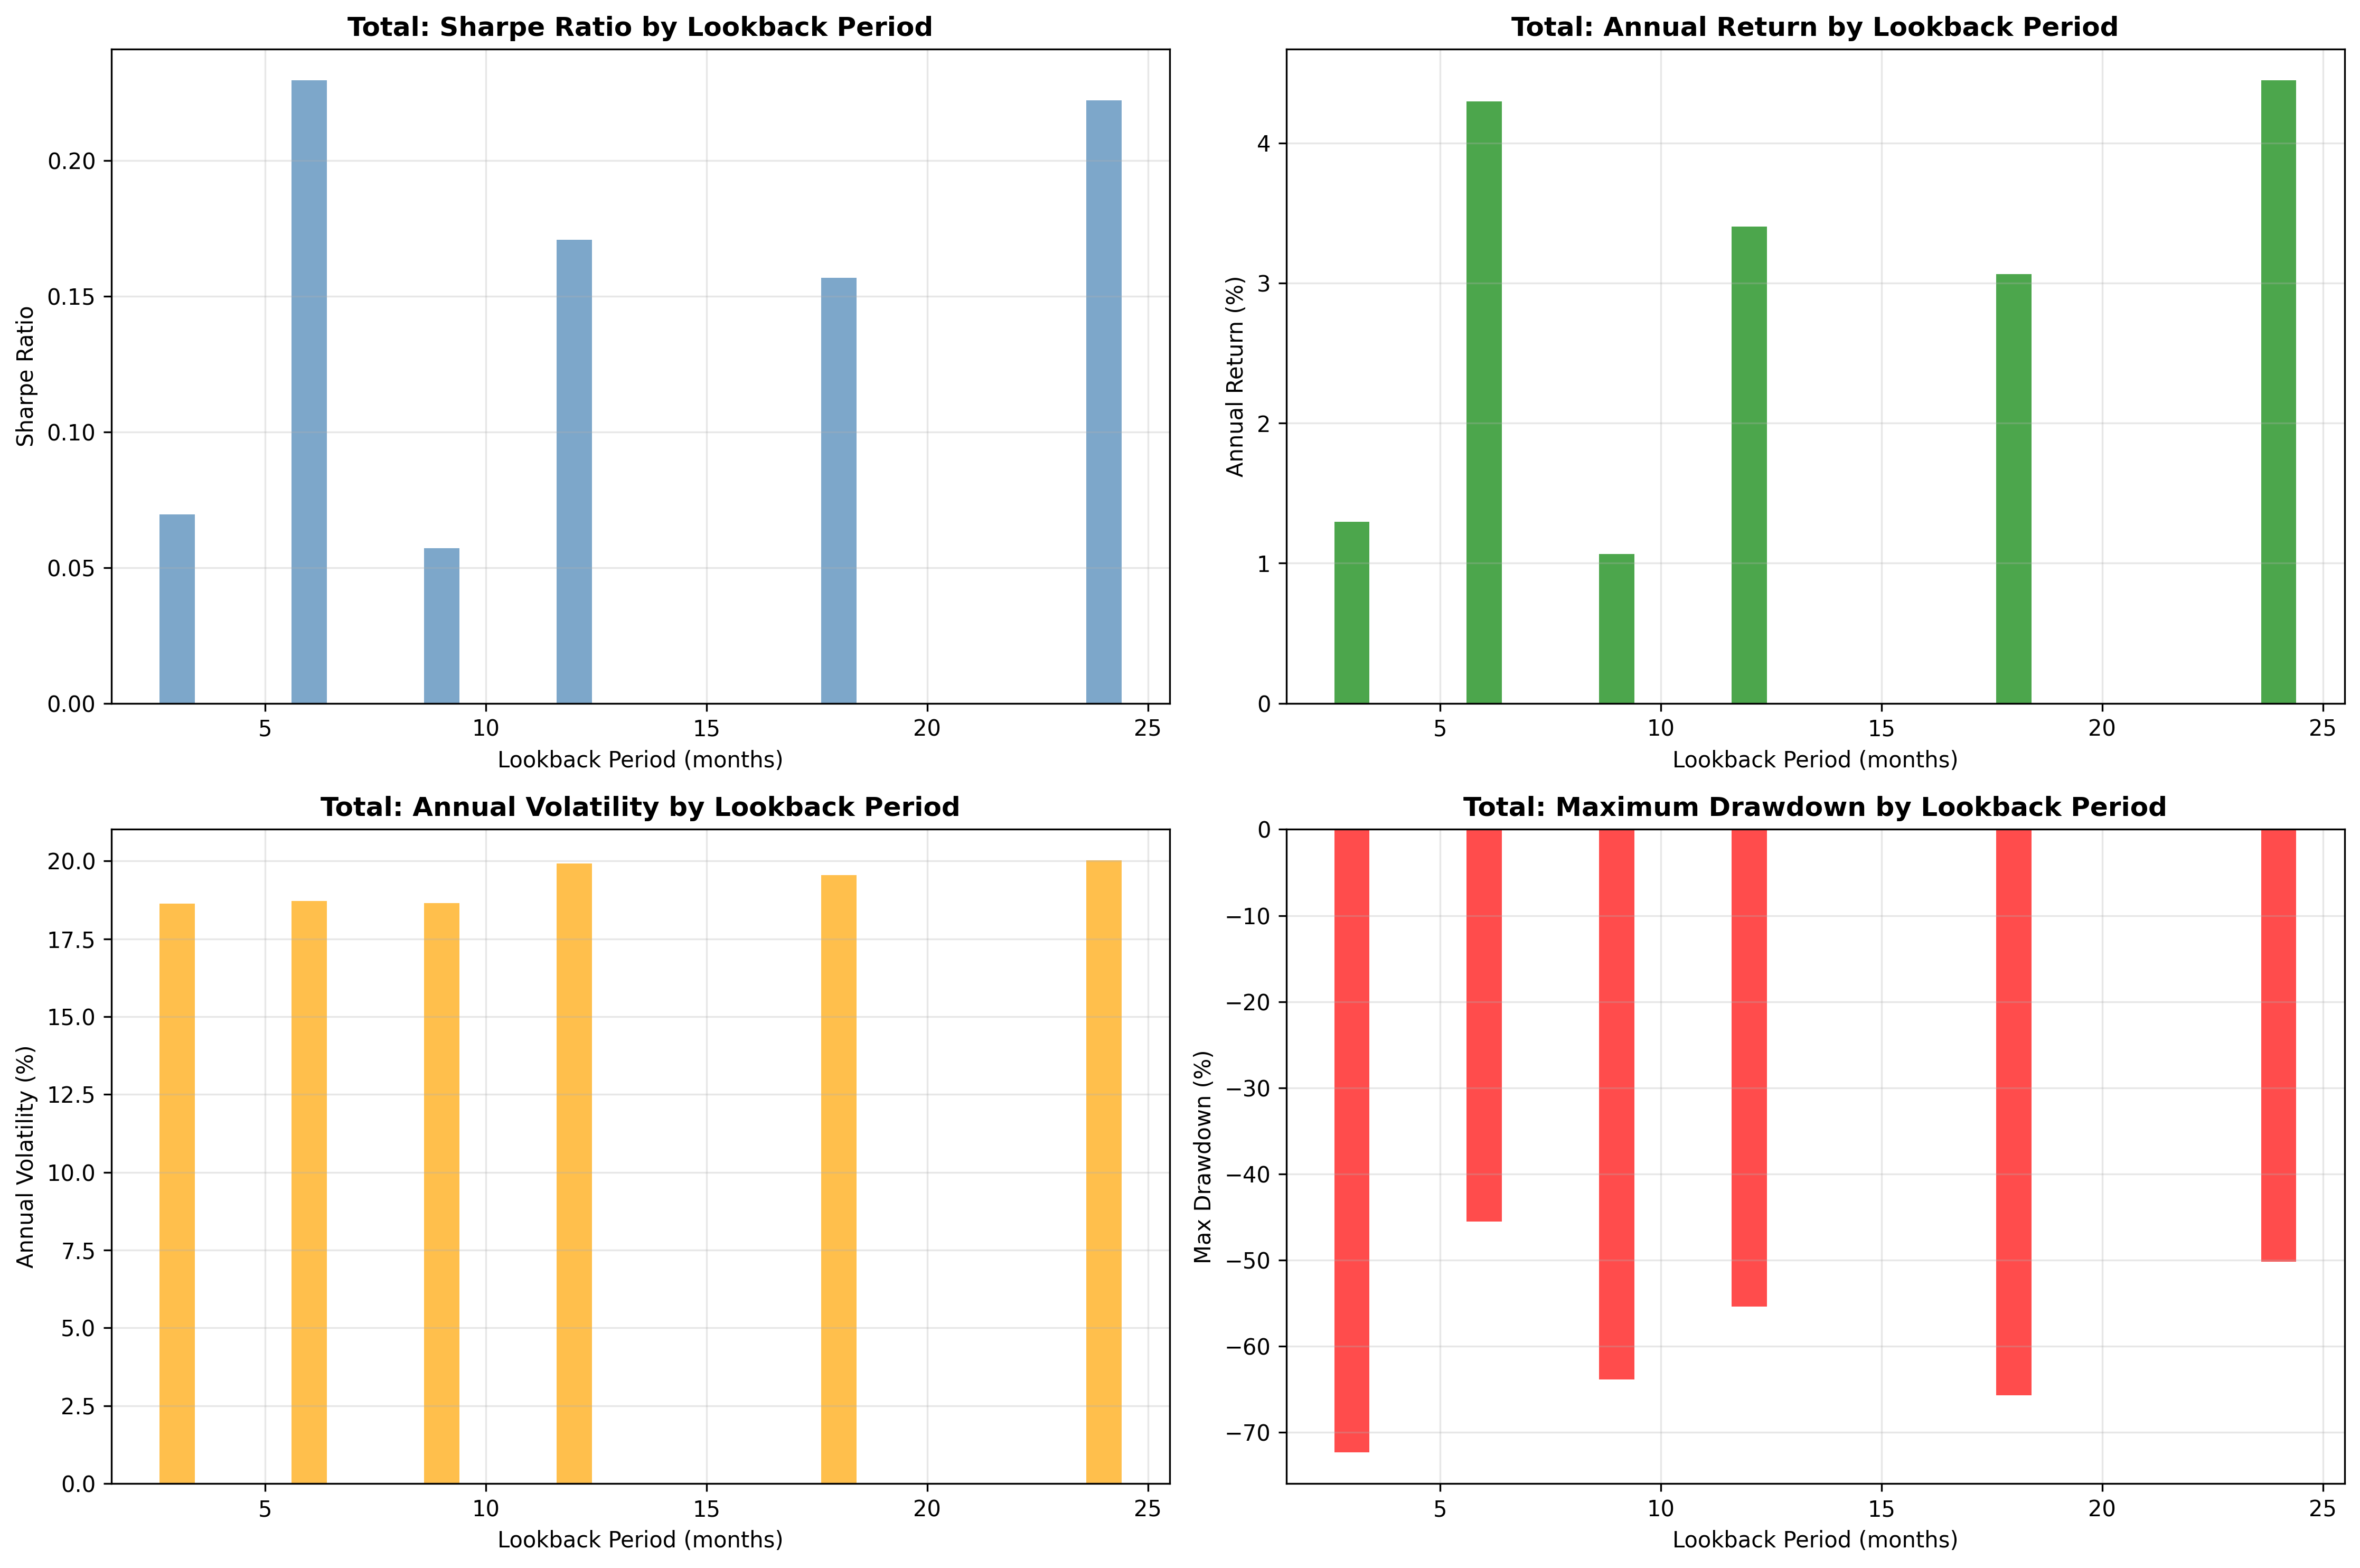 Total: Sharpe Ratio by Lookback Period
Sharpe Ratio
0.20
0.15
0.10
0.05
0.00
5 10 15 20 25
Lookback Period (months)
Total: Annual Return by Lookback Period
Annual Return (%)
4
3
2
1
0
5 10 15 20 25
Lookback Period (months)
Total: Annual Volatility by Lookback Period
Annual Volatility (%)
20.0
17.5
15.0
12.5
10.0
7.5
5.0
2.5
0.0
5 10 15 20 25
Lookback Period (months)
Total: Maximum Drawdown by Lookback Period
Max Drawdown (%)
0
−10
−20
−30
−40
−50
−60
−70
5 10 15 20 25
Lookback Period (months)